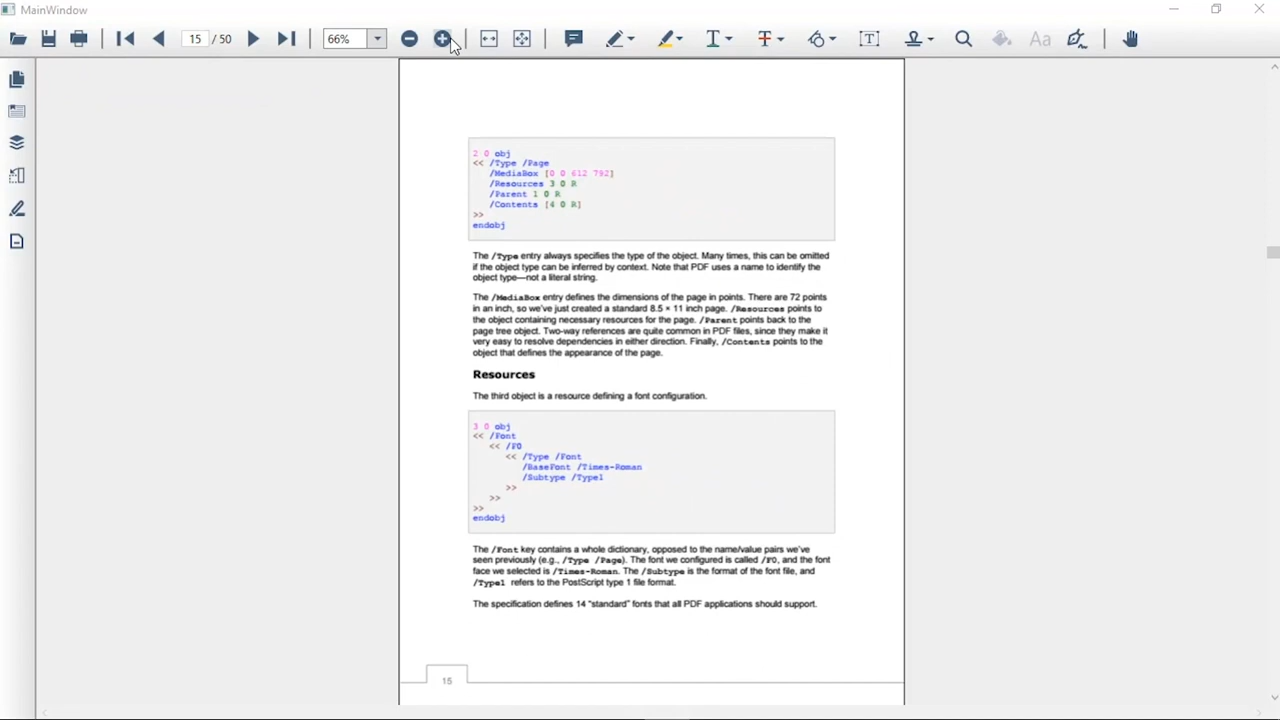 MainWindow
15 / 50
66%
T
T
T
Aa
2 0 obj
<< /Type /Page
/MediaBox [0 0 612 792]
/Resources 3 0 R
/Parent 1 0 R
/Contents [4 0 R]
>>
endobj
The /Type entry always specifies the type of the object. Many times, this can be omitted
if the object type can be inferred by context. Note that PDF uses a name to identify the
object type—not a literal string.
The /MediaBox entry defines the dimensions of the page in points. There are 72 points
in an inch, so we've just created a standard 8.5 × 11 inch page. /Resources points to
the object containing necessary resources for the page. /Parent points back to the
page tree object. Two-way references are quite common in PDF files, since they make it
very easy to resolve dependencies in either direction. Finally, /Contents points to the
object that defines the appearance of the page.
Resources
The third object is a resource defining a font configuration.
3 0 obj
<< /Font
<< /F0
<< /Type /Font
/BaseFont /Times-Roman
/Subtype /Type1
>>
>>
>>
endobj
The /Font key contains a whole dictionary, opposed to the name/value pairs we've
seen previously (e.g., /Type /Page). The font we configured is called /F0, and the font
face we selected is /Times-Roman. The /Subtype is the format of the font file, and
/Type1 refers to the PostScript type 1 file format.
The specification defines 14 "standard" fonts that all PDF applications should support.
15